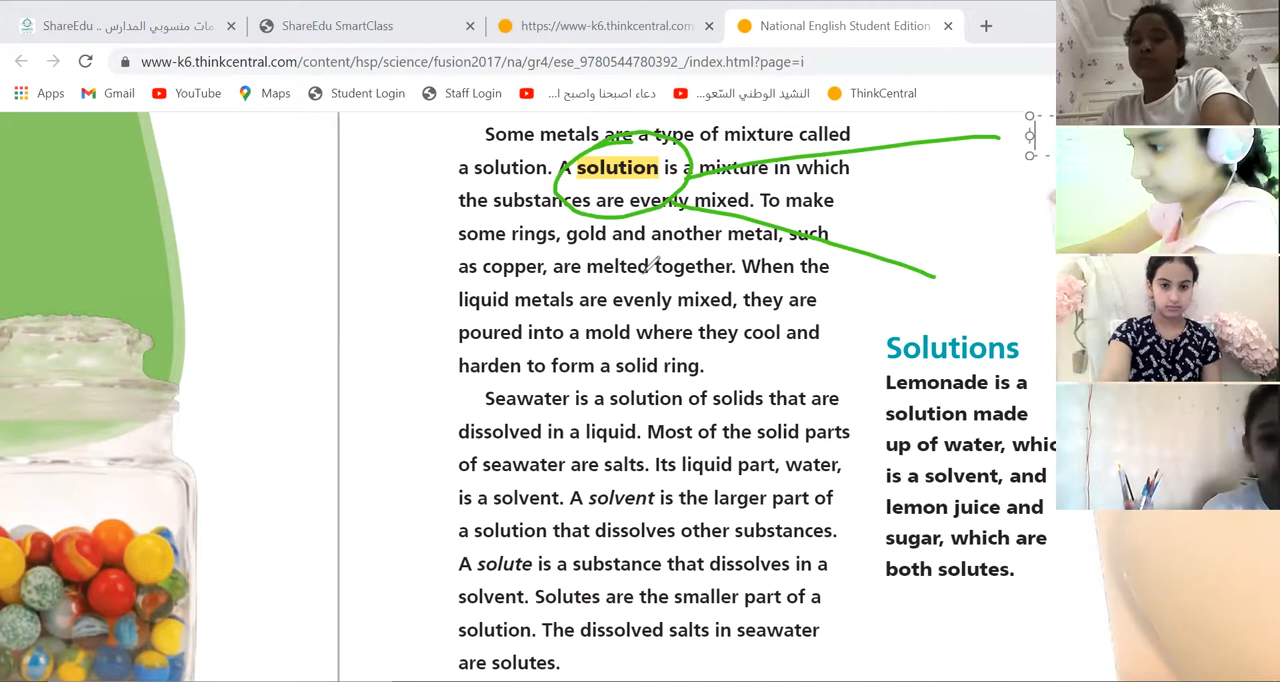 ShareEdu .. مات منسوبي المدارس
ShareEdu SmartClass
https://www-k6.thinkcentral.com
National English Student Edition
www-k6.thinkcentral.com/content/hsp/science/fusion2017/na/gr4/ese_9780544780392_/index.html?page=i
Apps
Gmail
YouTube
Maps
Student Login
Staff Login
دعاء اصبحنا واصبح ا...
النشيد الوطني السّعو...
ThinkCentral
Some metals are a type of mixture called
a solution. A solution is a mixture in which
the substances are evenly mixed. To make
some rings, gold and another metal, such
as copper, are melted together. When the
liquid metals are evenly mixed, they are
poured into a mold where they cool and
harden to form a solid ring.
Seawater is a solution of solids that are
dissolved in a liquid. Most of the solid parts
of seawater are salts. Its liquid part, water,
is a solvent. A solvent is the larger part of
a solution that dissolves other substances.
A solute is a substance that dissolves in a
solvent. Solutes are the smaller part of a
solution. The dissolved salts in seawater
are solutes.
Solutions
Lemonade is a
solution made
up of water, whic
is a solvent, and
lemon juice and
sugar, which are
both solutes.